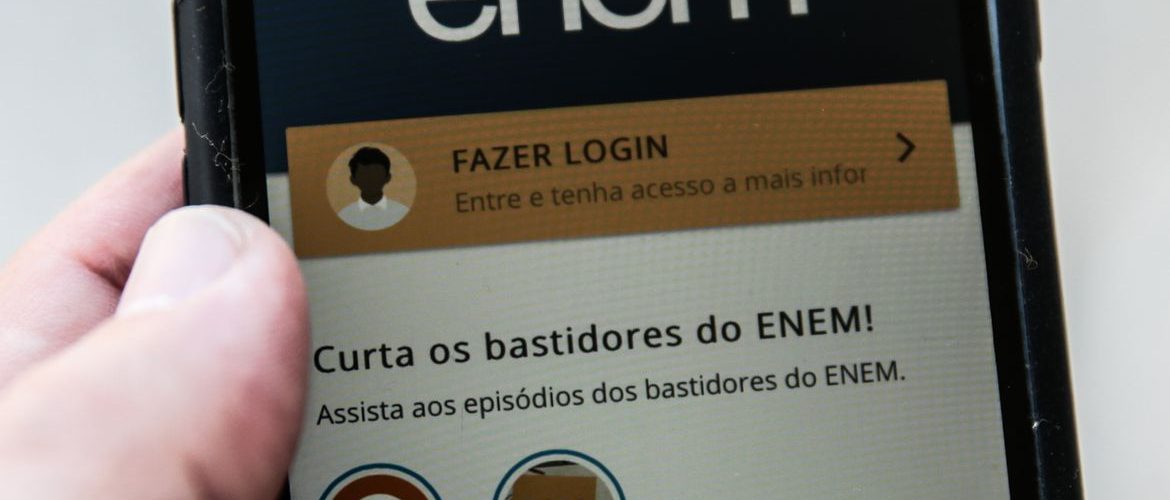 enem
FAZER LOGIN
Entre e tenha acesso a mais infor
Curta os bastidores do ENEM!
Assista aos episódios dos bastidores do ENEM.